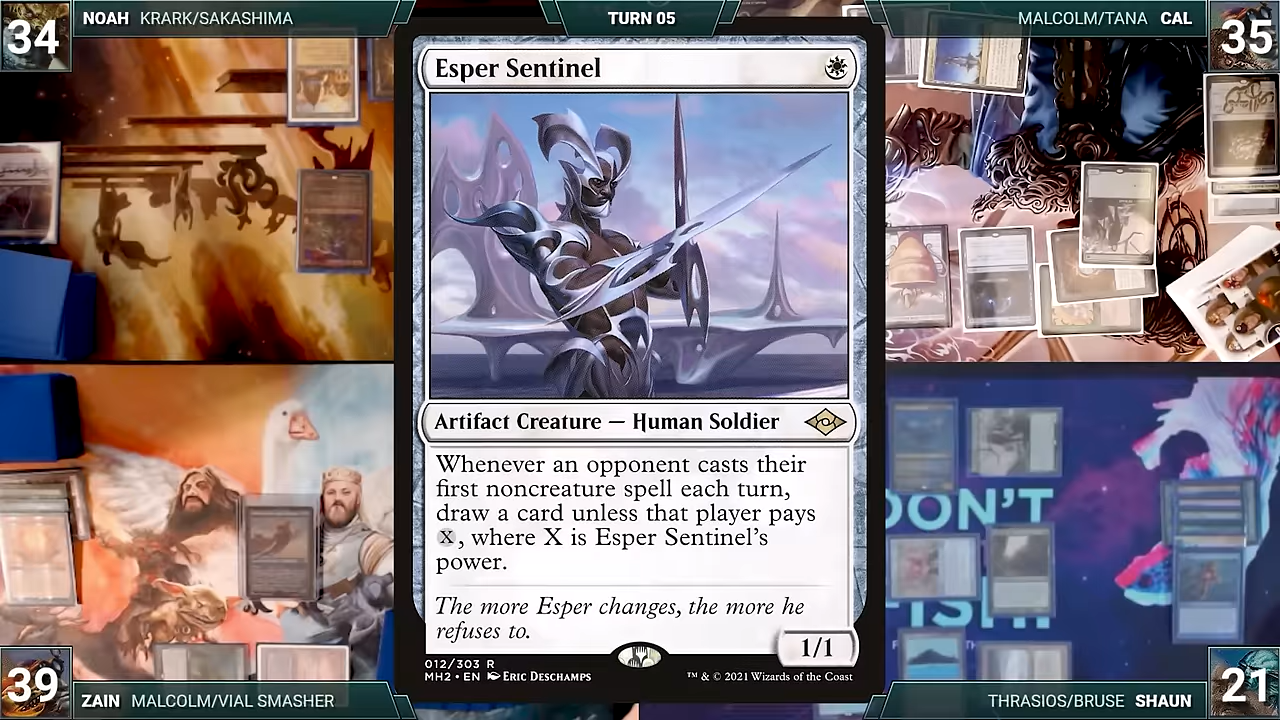 34
NOAH KRARK/SAKASHIMA
TURN 05
MALCOLM/TANA CAL
35
Esper Sentinel
Artifact Creature — Human Soldier
Whenever an opponent casts their
first noncreature spell each turn,
draw a card unless that player pays
X, where X is Esper Sentinel's
power.
The more Esper changes, the more he
refuses to.
1/1
012/303 R
MH2 • EN ERIC DESCHAMPS
™ & © 2021 Wizards of the Coast
DON'T
39
ZAIN MALCOLM/VIAL SMASHER
THRASIOS/BRUSE SHAUN
21